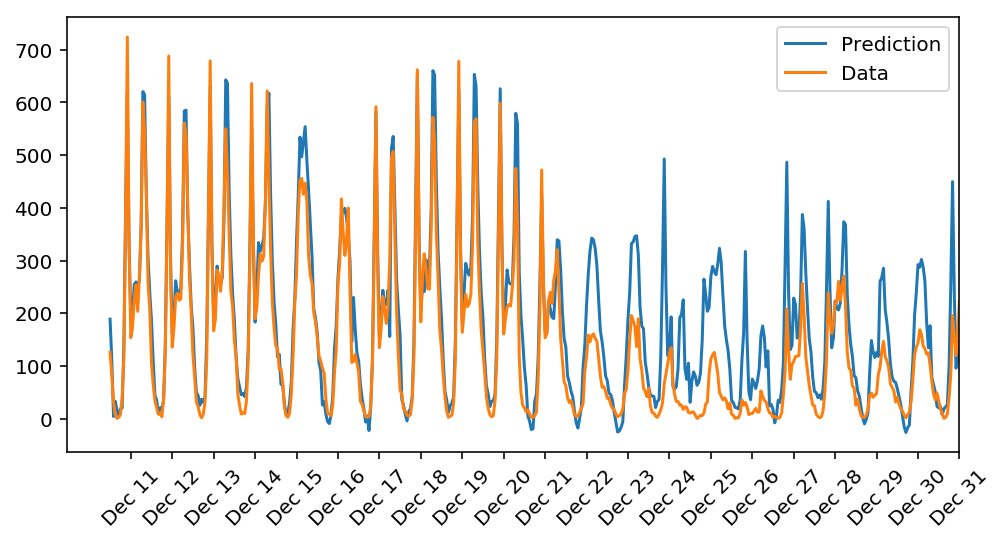 Prediction
Data
700
600
500
400
300
200
100
0
Dec 11
Dec 12
Dec 13
Dec 14
Dec 15
Dec 16
Dec 17
Dec 18
Dec 19
Dec 20
Dec 21
Dec 22
Dec 23
Dec 24
Dec 25
Dec 26
Dec 27
Dec 28
Dec 29
Dec 30
Dec 31